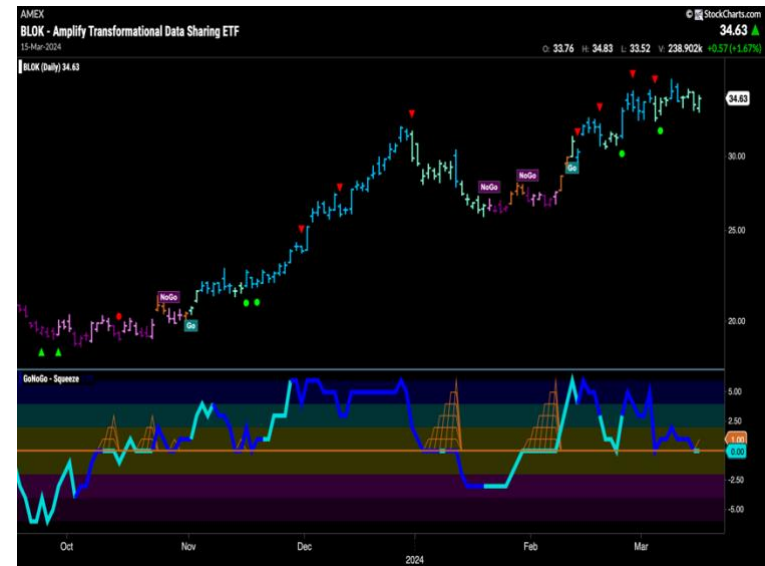 AMEX © StockCharts.com
BLOK - Amplify Transformational Data Sharing ETF 34.63
15-Mar-2024 O: 33.76 H: 34.83 L: 33.52 V: 238.902k +0.57 (+1.67%)
BLOK (Daily) 34.63
34.63
NoGo
NoGo
Go
30.00
25.00
NoGo
Go
20.00
GoNoGo - Squeeze
5.00
2.50
1.00
0.00
-2.50
-5.00
Oct Nov Dec Feb Mar
2024